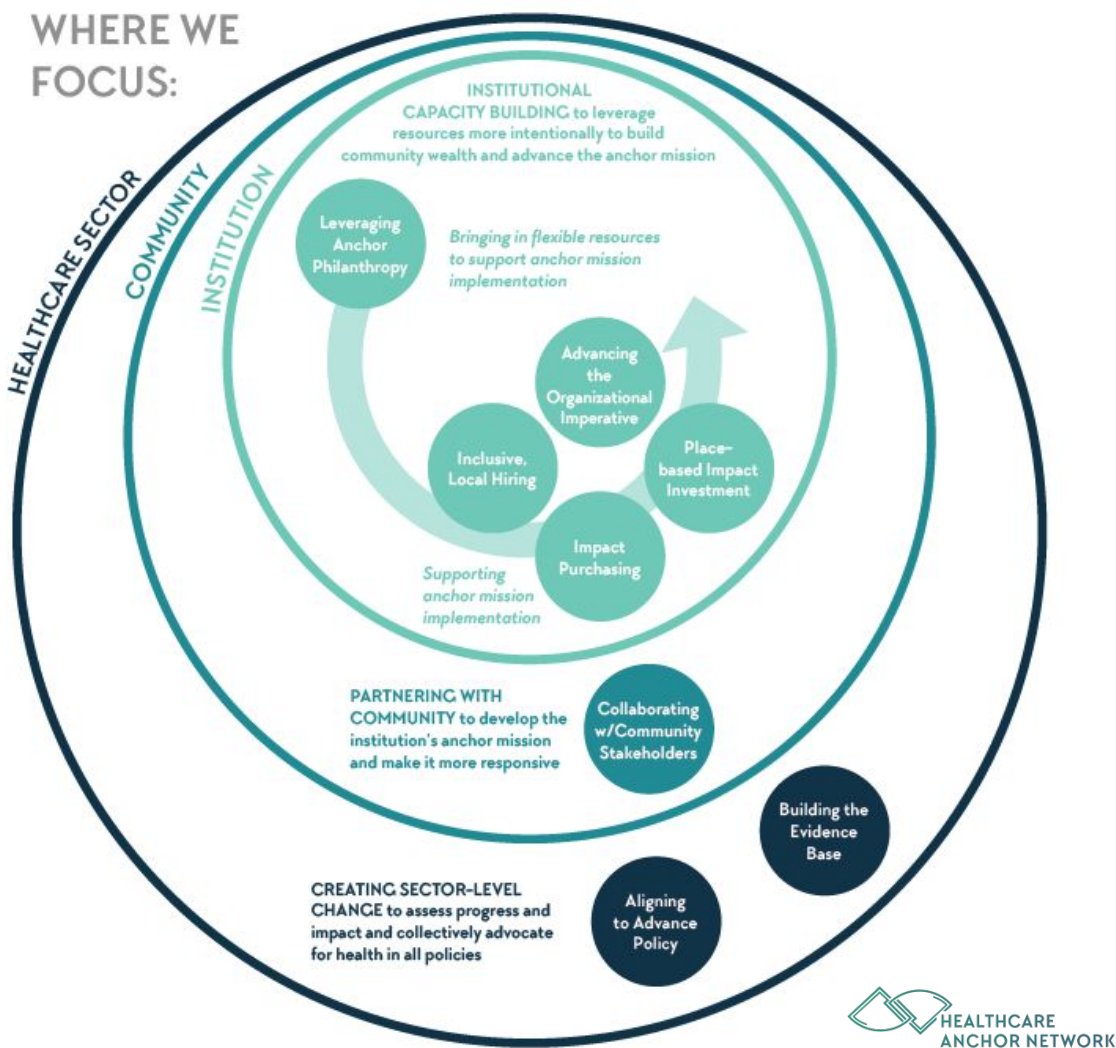 WHERE WE
FOCUS:
HEALTHCARE SECTOR
COMMUNITY
INSTITUTION
INSTITUTIONAL
CAPACITY BUILDING to leverage
resources more intentionally to build
community wealth and advance the anchor mission
Leveraging
Anchor
Philanthropy
Bringing in flexible resources
to support anchor mission
implementation
Advancing
the
Organizational
Imperative
Inclusive,
Local Hiring
Place-
based Impact
Investment
Impact
Purchasing
Supporting
anchor mission
implementation
PARTNERING WITH
COMMUNITY to develop the
institution's anchor mission
and make it more responsive
Collaborating
w/Community
Stakeholders
Building the
Evidence
Base
CREATING SECTOR-LEVEL
CHANGE to assess progress and
impact and collectively advocate
for health in all policies
Aligning
to Advance
Policy
HEALTHCARE
ANCHOR NETWORK